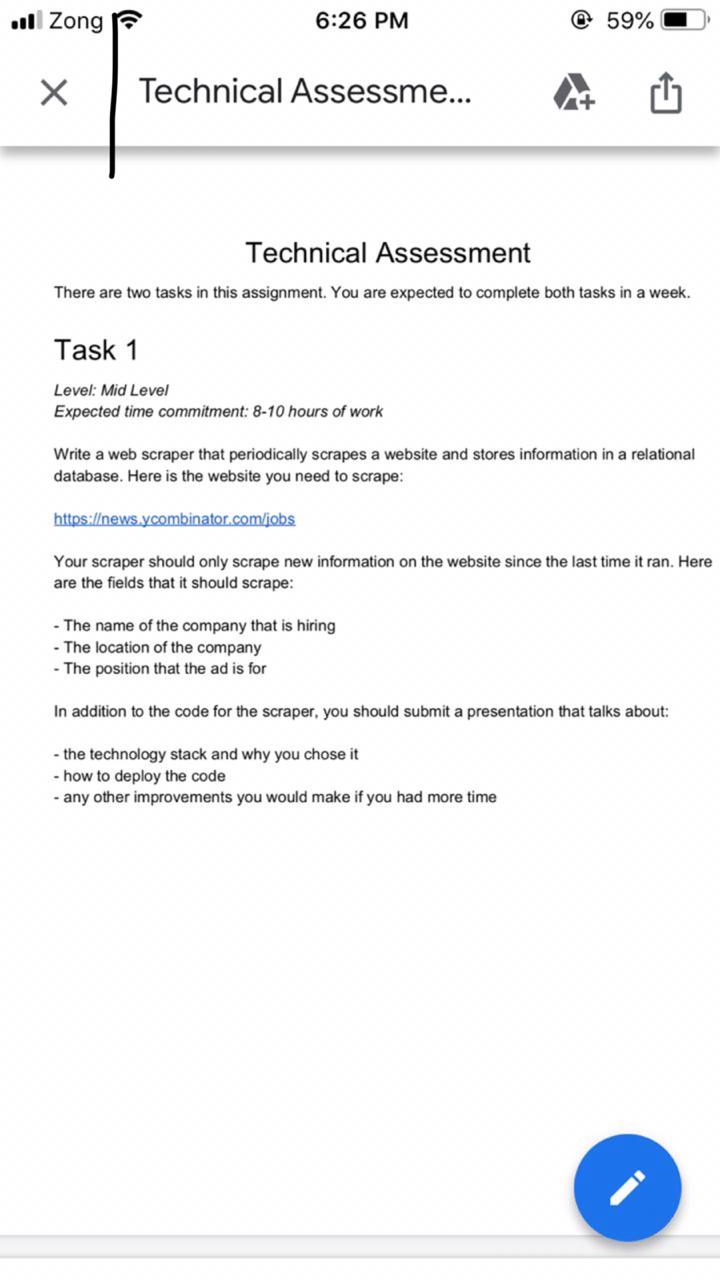 Zong
6:26 PM
59%
Technical Assessme...
Technical Assessment
There are two tasks in this assignment. You are expected to complete both tasks in a week.
Task 1
Level: Mid Level
Expected time commitment: 8-10 hours of work
Write a web scraper that periodically scrapes a website and stores information in a relational
database. Here is the website you need to scrape:
https://news.ycombinator.com/jobs
Your scraper should only scrape new information on the website since the last time it ran. Here
are the fields that it should scrape:
- The name of the company that is hiring
- The location of the company
- The position that the ad is for
In addition to the code for the scraper, you should submit a presentation that talks about:
- the technology stack and why you chose it
- how to deploy the code
- any other improvements you would make if you had more time